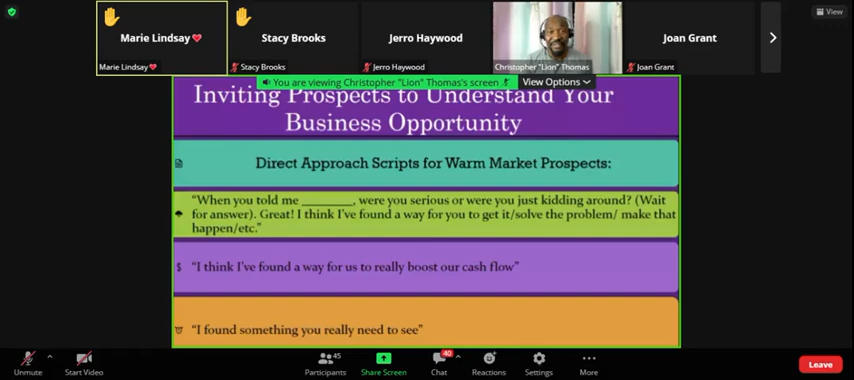 View
Marie Lindsay
Stacy Brooks
Jerro Haywood
Joan Grant
Marie Lindsay
Stacy Brooks
Jerro Haywood
Christopher "Lion" Thomas
Joan Grant
You are viewing Christopher "Lion" Thomas's screen
View Options
Inviting Prospects to Understand Your
Business Opportunity
Direct Approach Scripts for Warm Market Prospects:
“When you told me ________, were you serious or were you just kidding around? (Wait
for answer). Great! I think I've found a way for you to get it/solve the problem/ make that
happen/etc.”
$ “I think I've found a way for us to really boost our cash flow”
“I found something you really need to see”
45
40
Unmute
Start Video
Participants
Share Screen
Chat
Reactions
Settings
More
Leave